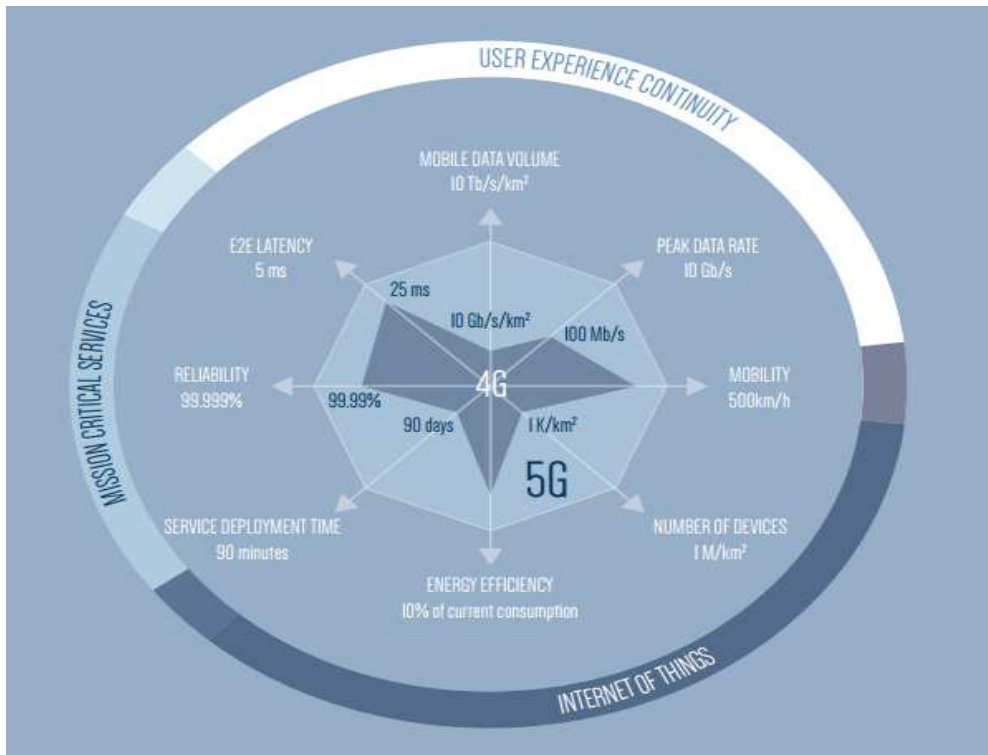 USER EXPERIENCE CONTINUITY
MOBILE DATA VOLUME
10 Tb/s/km²
E2E LATENCY
5 ms
PEAK DATA RATE
10 Gb/s
25 ms
10 Gb/s/km²
100 Mb/s
MISSION CRITICAL SERVICES
RELIABILITY
99.999%
4G
MOBILITY
500km/h
99.99%
90 days
1 K/km²
5G
SERVICE DEPLOYMENT TIME
90 minutes
NUMBER OF DEVICES
1 M/km²
ENERGY EFFICIENCY
10% of current consumption
INTERNET OF THINGS